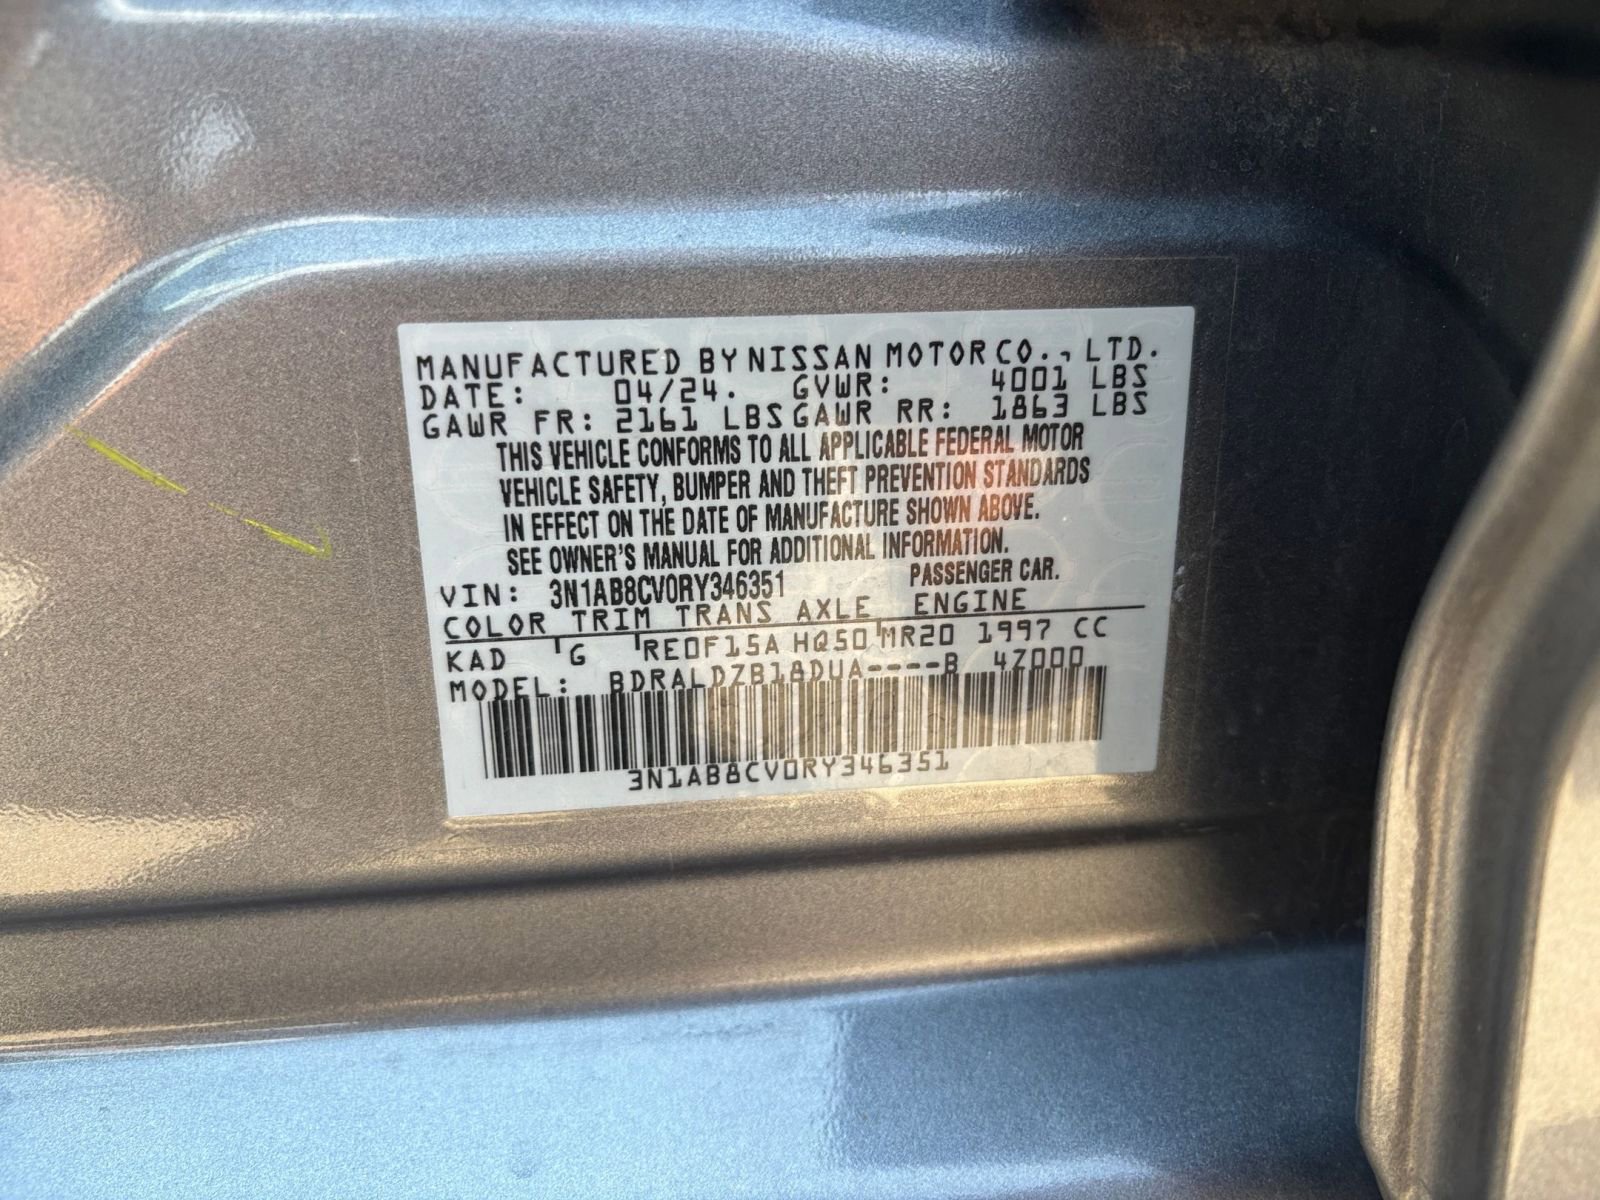 MANUFACTURED BY NISSAN MOTOR CO., LTD.
DATE: 04/24. GVWR: 4001 LBS
GAWR FR: 2161 LBS GAWR RR: 1863 LBS
THIS VEHICLE CONFORMS TO ALL APPLICABLE FEDERAL MOTOR
VEHICLE SAFETY, BUMPER AND THEFT PREVENTION STANDARDS
IN EFFECT ON THE DATE OF MANUFACTURE SHOWN ABOVE.
SEE OWNER'S MANUAL FOR ADDITIONAL INFORMATION.
VIN: 3N1AB8CV0RY346351 PASSENGER CAR.
COLOR TRIM TRANS AXLE ENGINE
KAD G RE0F15A HQ50 MR20 1997 CC
MODEL: BDRALDZB18DUA----B 4Z000
3N1AB8CV0RY346351